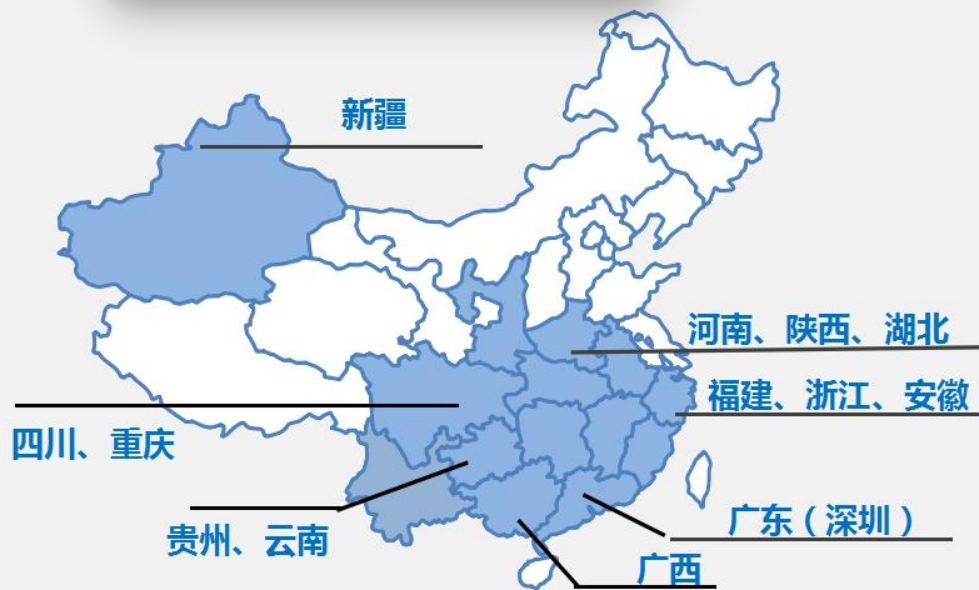 新疆
河南、陕西、湖北
福建、浙江、安徽
四川、重庆
贵州、云南
广东（深圳）
广西